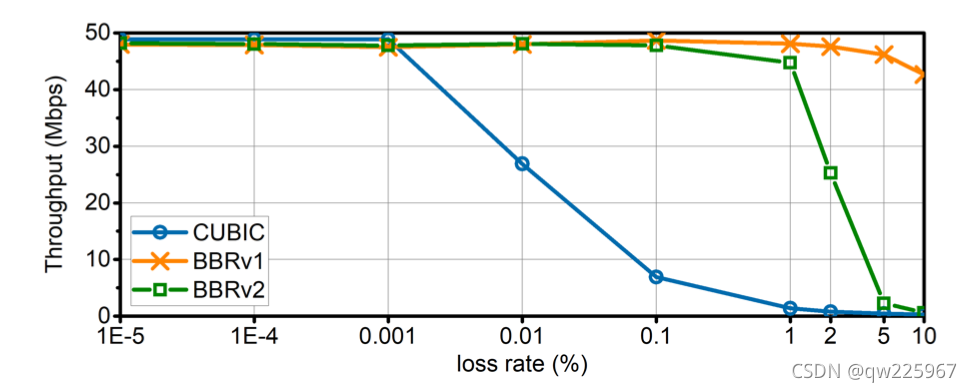 50
40
30
20
10
0
Throughput (Mbps)
CUBIC
BBRv1
BBRv2
1E-5 1E-4 0.001 0.01 0.1 1 2 5 10
loss rate (%)
CSDN @qw225967